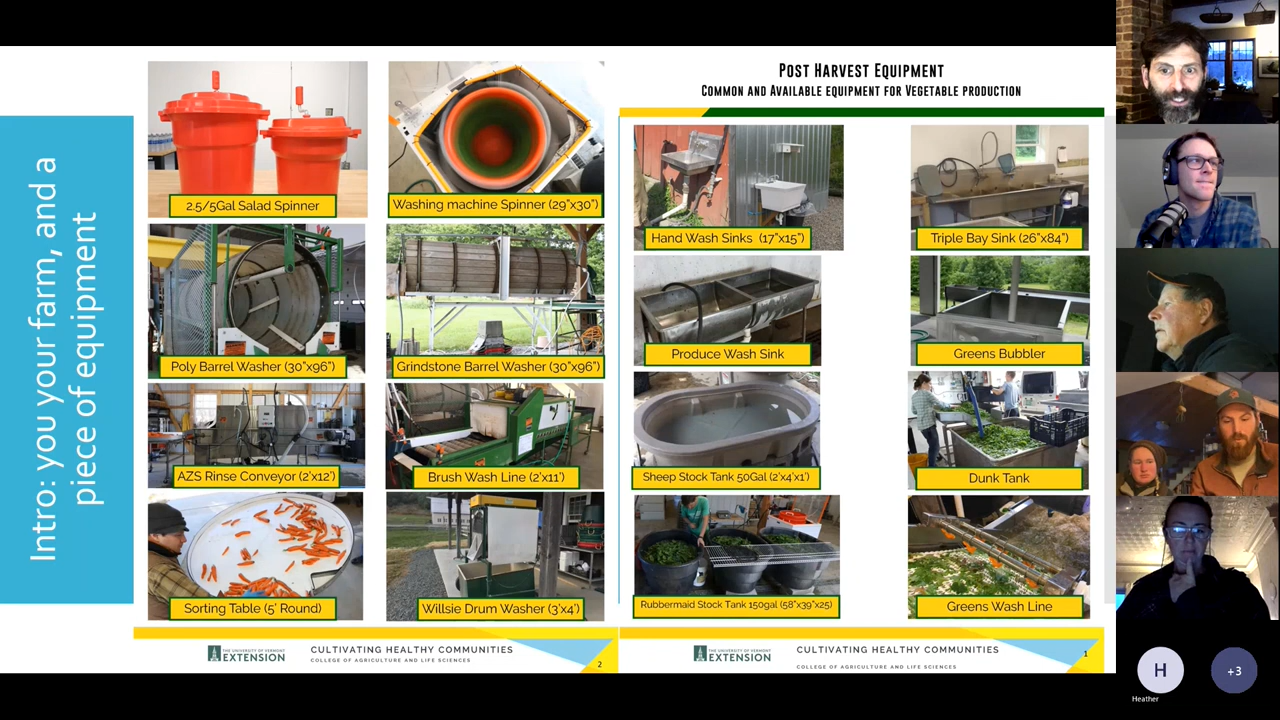 Intro: you your farm, and a
piece of equipment
2.5/5Gal Salad Spinner
Washing machine Spinner (29"x30")
Poly Barrel Washer (30"x96")
Grindstone Barrel Washer (30"x96")
AZS Rinse Conveyor (2'x12')
Brush Wash Line (2'x11')
Sorting Table (5' Round)
Willsie Drum Washer (3'x4')
THE UNIVERSITY OF VERMONT
EXTENSION
CULTIVATING HEALTHY COMMUNITIES
COLLEGE OF AGRICULTURE AND LIFE SCIENCES
2
POST HARVEST EQUIPMENT
COMMON AND AVAILABLE EQUIPMENT FOR VEGETABLE PRODUCTION
Hand Wash Sinks (17"x15")
Triple Bay Sink (26"x84")
Produce Wash Sink
Greens Bubbler
Sheep Stock Tank 50Gal (2'x4'x1')
Dunk Tank
Rubbermaid Stock Tank 150gal (58"x39"x25)
Greens Wash Line
THE UNIVERSITY OF VERMONT
EXTENSION
CULTIVATING HEALTHY COMMUNITIES
COLLEGE OF AGRICULTURE AND LIFE SCIENCES
1
H
Heather
+3